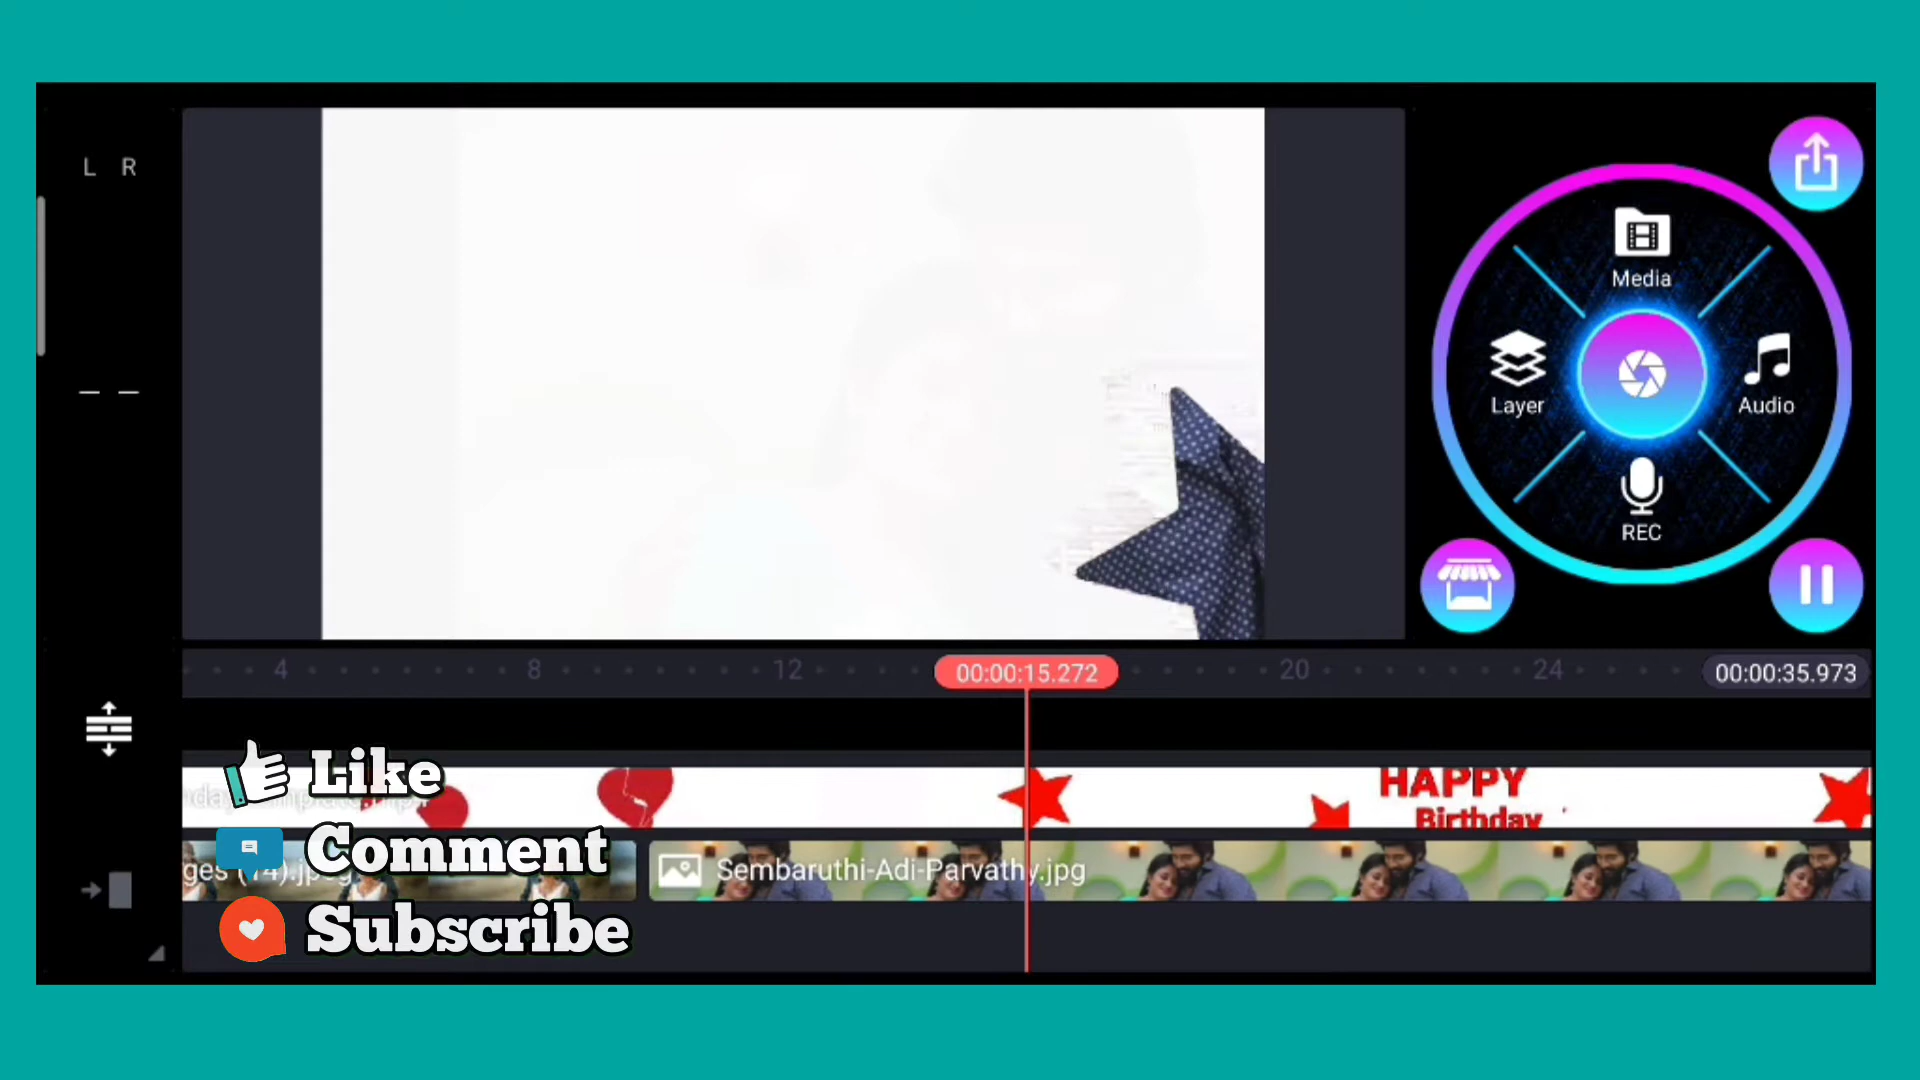 L R
Media
Layer
Audio
REC
4 8 12 00:00:15.272 20 24 00:00:35.973
HAPPY
Birthday
Like
Comment
Sembaruthi-Adi-Parvathy.jpg
Subscribe